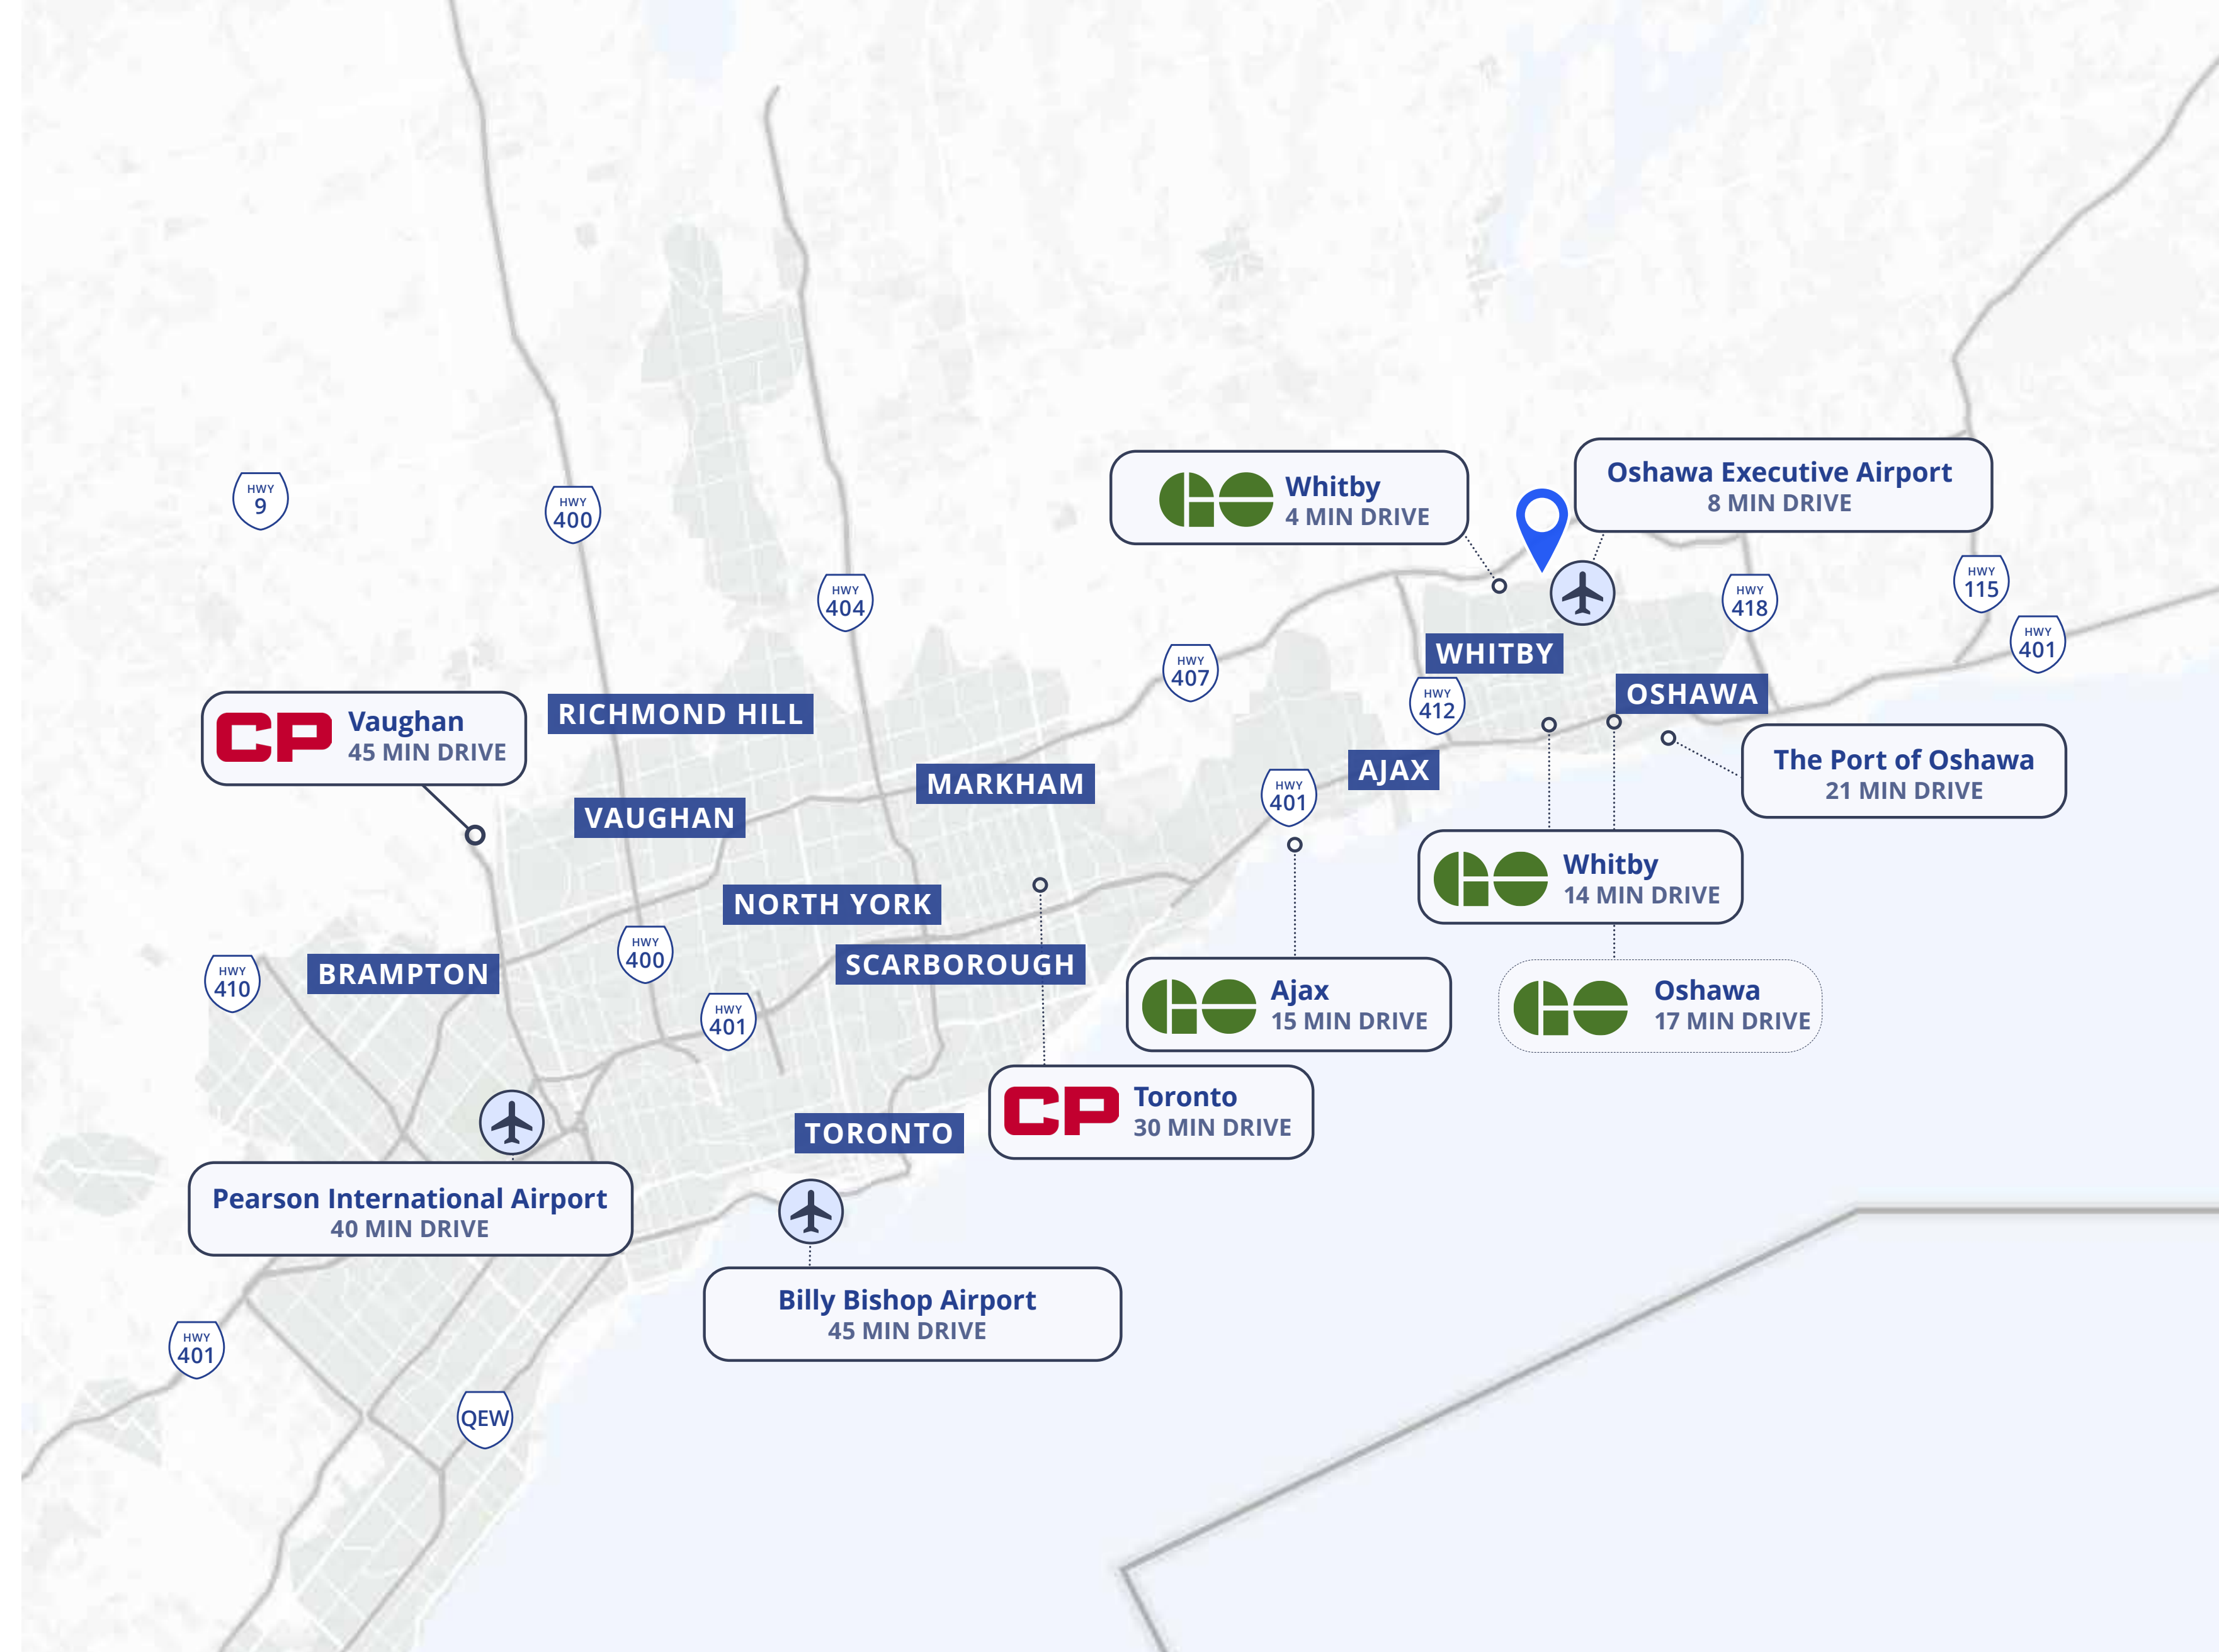 Oshawa Executive Airport
8 MIN DRIVE
GO
Whitby
4 MIN DRIVE
HWY
9
HWY
400
HWY
404
HWY
418
HWY
115
HWY
401
HWY
407
WHITBY
HWY
412
OSHAWA
CP
Vaughan
45 MIN DRIVE
RICHMOND HILL
The Port of Oshawa
21 MIN DRIVE
MARKHAM
AJAX
HWY
401
VAUGHAN
GO
Whitby
14 MIN DRIVE
NORTH YORK
HWY
400
SCARBOROUGH
BRAMPTON
HWY
410
GO
Ajax
15 MIN DRIVE
GO
Oshawa
17 MIN DRIVE
HWY
401
CP
Toronto
30 MIN DRIVE
TORONTO
Pearson International Airport
40 MIN DRIVE
Billy Bishop Airport
45 MIN DRIVE
HWY
401
QEW